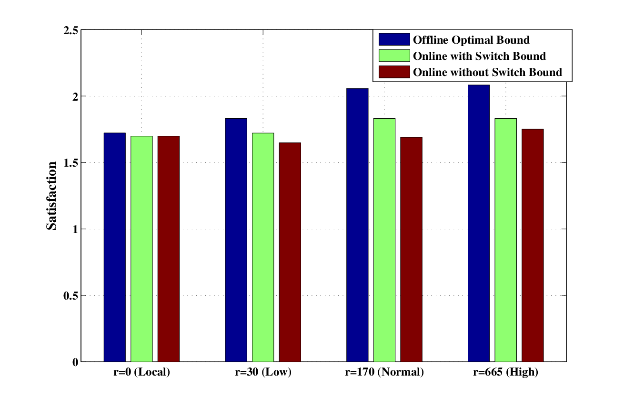 2.5
2
1.5
1
0.5
0
Satisfaction
Offline Optimal Bound
Online with Switch Bound
Online without Switch Bound
r=0 (Local)
r=30 (Low)
r=170 (Normal)
r=665 (High)